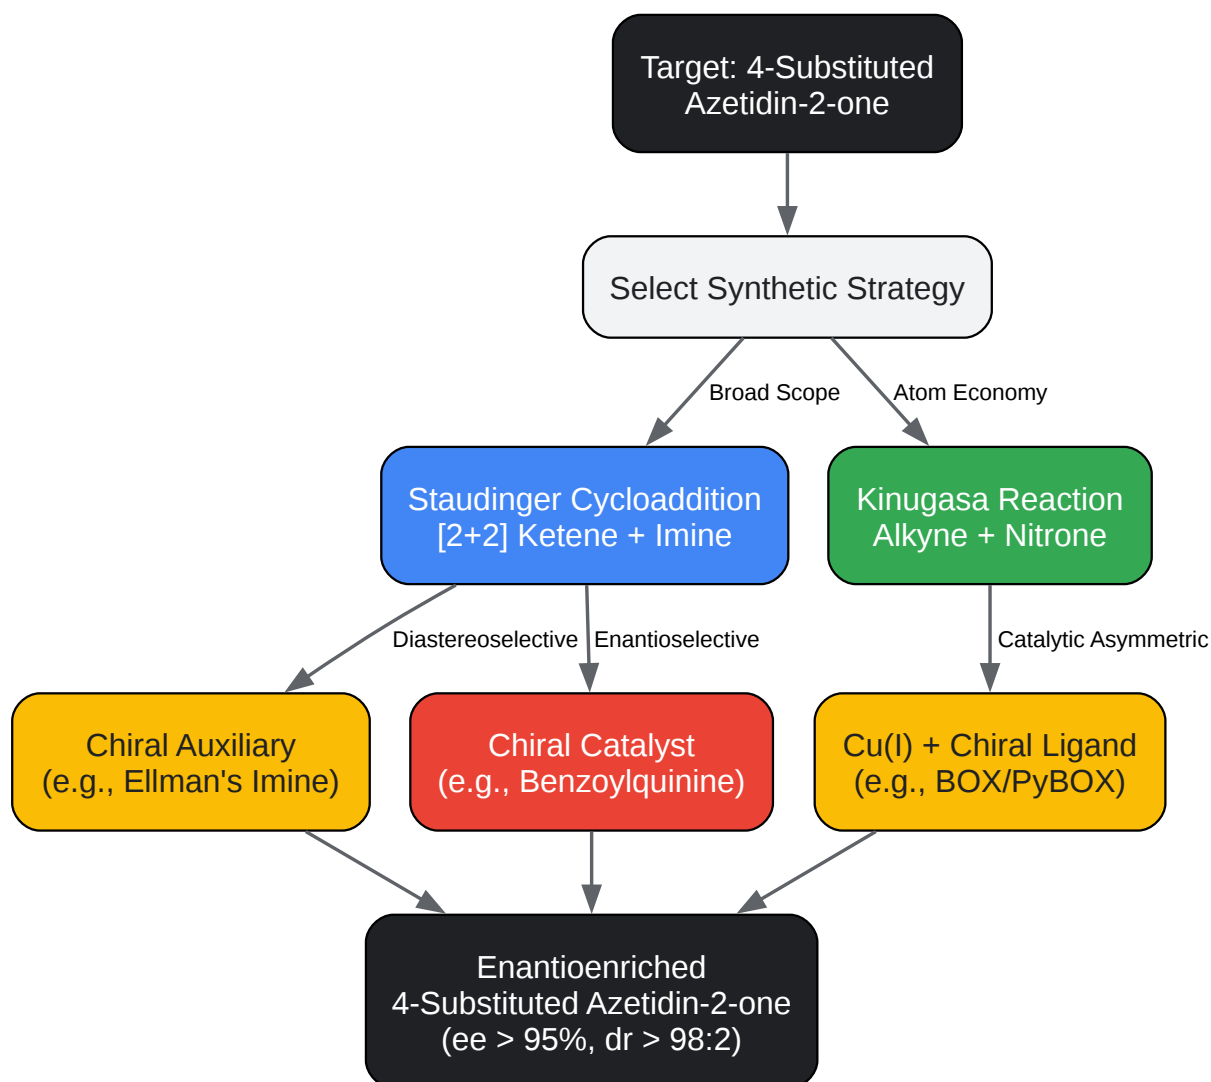 Target: 4-Substituted
Azetidin-2-one
Select Synthetic Strategy
Broad Scope
Atom Economy
Staudinger Cycloaddition
[2+2] Ketene + Imine
Kinugasa Reaction
Alkyne + Nitrone
Diastereoselective
Enantioselective
Catalytic Asymmetric
Chiral Auxiliary
(e.g., Ellman's Imine)
Chiral Catalyst
(e.g., Benzoylquinine)
Cu(I) + Chiral Ligand
(e.g., BOX/PyBOX)
Enantioenriched
4-Substituted Azetidin-2-one
(ee > 95%, dr > 98:2)